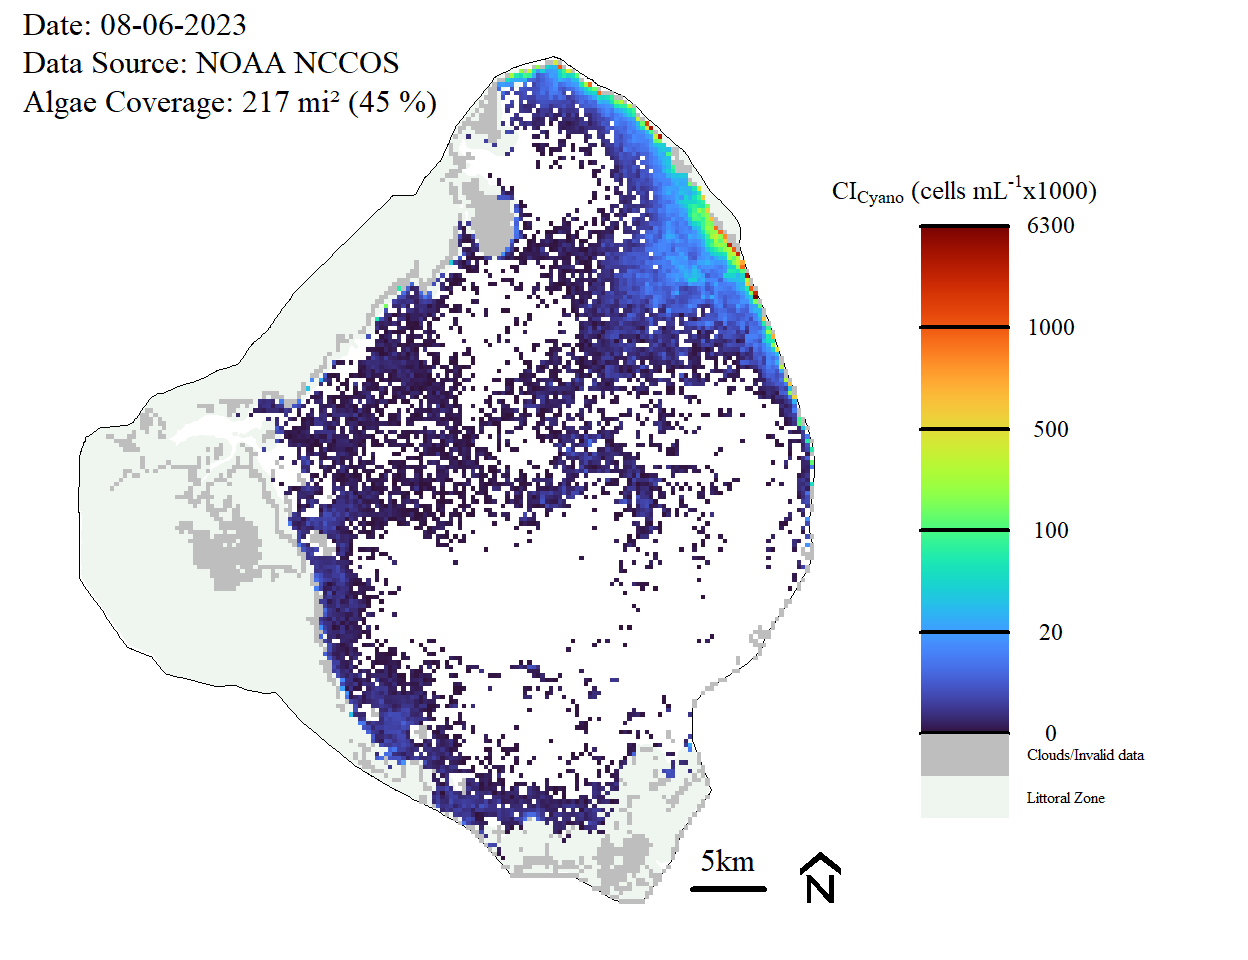 Date: 08-06-2023
Data Source: NOAA NCCOS
Algae Coverage: 217 mi² (45 %)
CI_Cyano (cells mL⁻¹x1000)
6300
1000
500
100
20
0
Clouds/Invalid data
Littoral Zone
5km
N